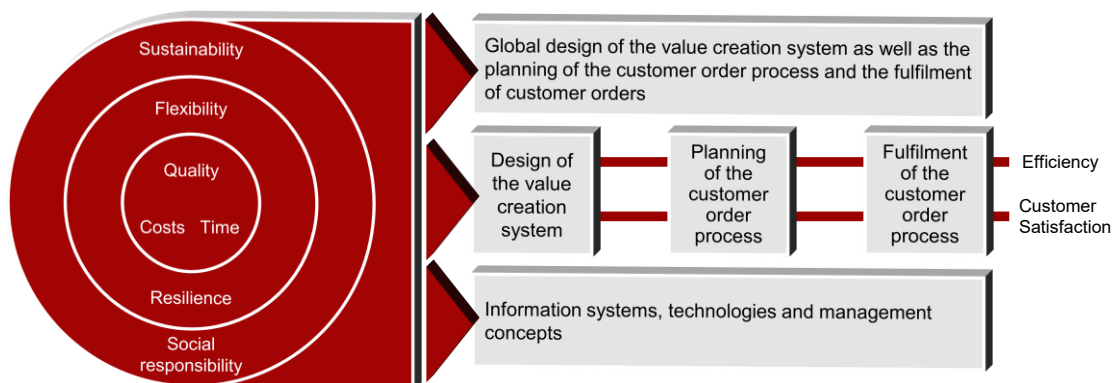 Sustainability
Flexibility
Quality
Costs Time
Resilience
Social
responsibility
Global design of the value creation system as well as the
planning of the customer order process and the fulfilment
of customer orders
Design of
the value
creation
system
Planning
of the
customer
order
process
Fulfilment
of the
customer
order
process
Efficiency
Customer
Satisfaction
Information systems, technologies and management
concepts